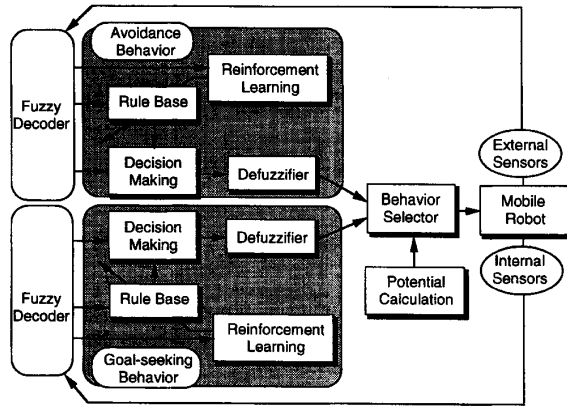 Avoidance
Behavior
Reinforcement
Learning
Fuzzy
Decoder
Rule Base
Decision
Making
Defuzzifier
External
Sensors
Behavior
Selector
Mobile
Robot
Decision
Making
Defuzzifier
Internal
Sensors
Fuzzy
Decoder
Rule Base
Potential
Calculation
Reinforcement
Learning
Goal-seeking
Behavior